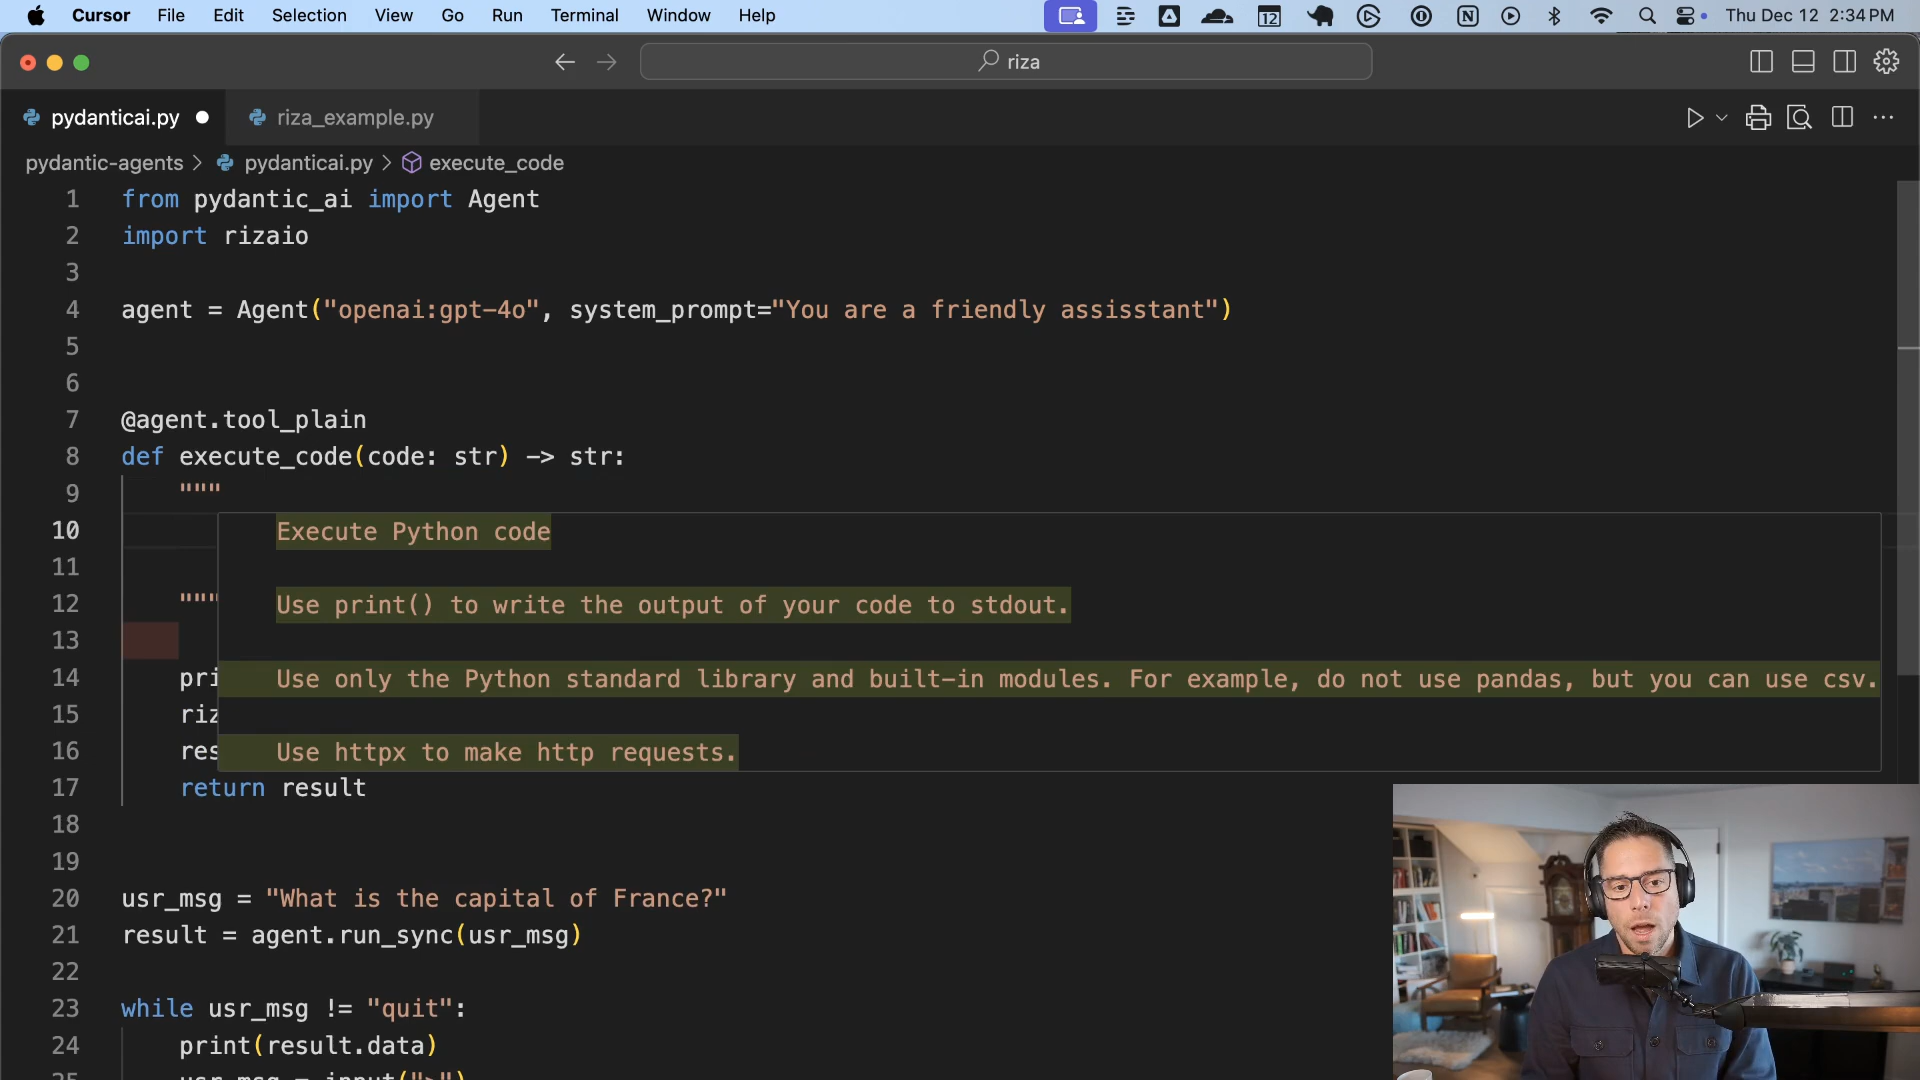 Cursor File Edit Selection View Go Run Terminal Window Help 12 Thu Dec 12 2:34 PM
riza
pydanticai.py riza_example.py
pydantic-agents > pydanticai.py > execute_code
1 from pydantic_ai import Agent
2 import rizaio
3
4 agent = Agent("openai:gpt-4o", system_prompt="You are a friendly assisstant")
5
6
7 @agent.tool_plain
8 def execute_code(code: str) -> str:
9 """
10 Execute Python code
11
12 """ Use print() to write the output of your code to stdout.
13
14 pri Use only the Python standard library and built-in modules. For example, do not use pandas, but you can use csv.
15 riz
16 res Use httpx to make http requests.
17 return result
18
19
20 usr_msg = "What is the capital of France?"
21 result = agent.run_sync(usr_msg)
22
23 while usr_msg != "quit":
24 print(result.data)
25 usr_msg = input(">")